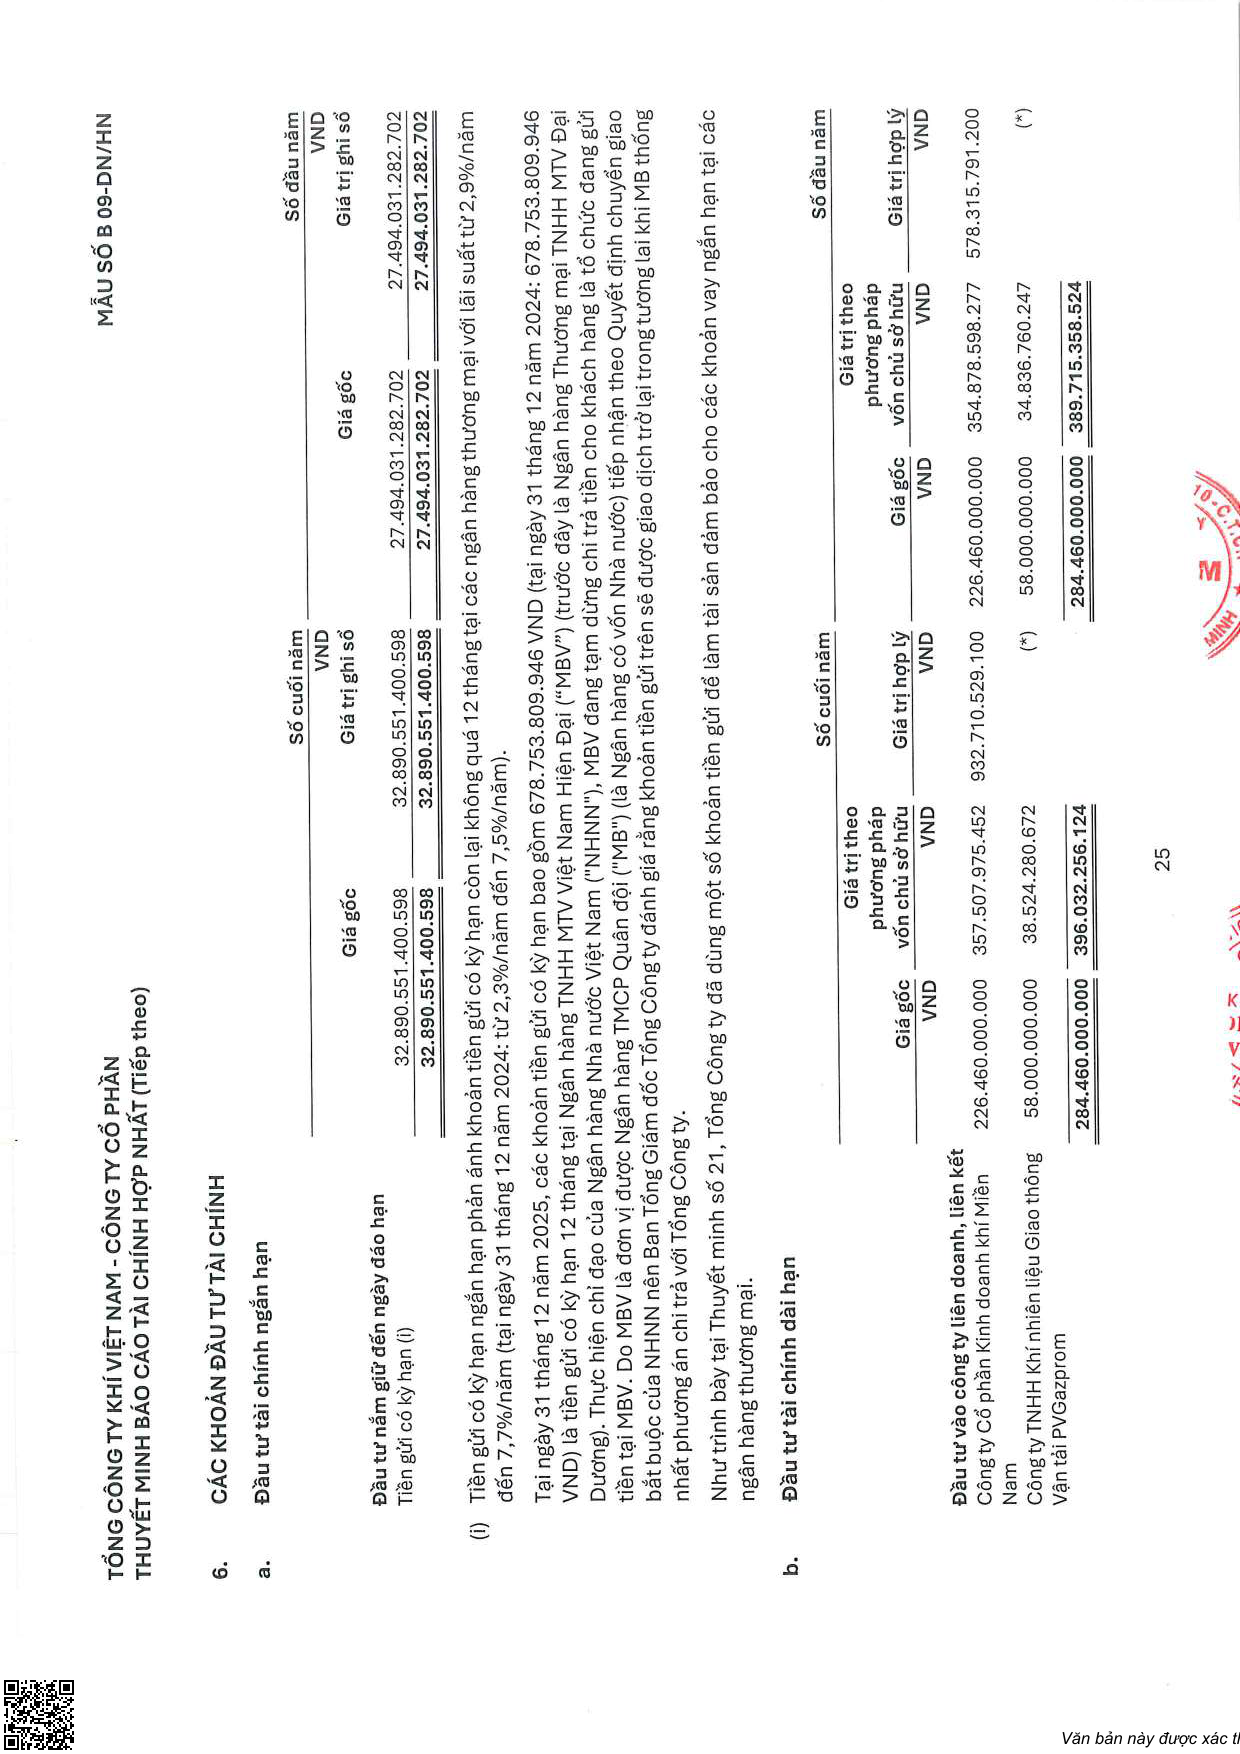 TỔNG CÔNG TY KHÍ VIỆT NAM - CÔNG TY CỔ PHẦN
THUYẾT MINH BÁO CÁO TÀI CHÍNH HỢP NHẤT (Tiếp theo)
MẪU SỐ B 09-DN/HN
6. CÁC KHOẢN ĐẦU TƯ TÀI CHÍNH
a. Đầu tư tài chính ngắn hạn
Số cuối năm Số đầu năm
VND VND
Giá gốc Giá trị ghi sổ Giá gốc Giá trị ghi sổ
Đầu tư nắm giữ đến ngày đáo hạn
Tiền gửi có kỳ hạn (i) 32.890.551.400.598 32.890.551.400.598 27.494.031.282.702 27.494.031.282.702
32.890.551.400.598 32.890.551.400.598 27.494.031.282.702 27.494.031.282.702
(i) Tiền gửi có kỳ hạn ngắn hạn phản ánh khoản tiền gửi có kỳ hạn còn lại không quá 12 tháng tại các ngân hàng thương mại với lãi suất từ 2,9%/năm
đến 7,7%/năm (tại ngày 31 tháng 12 năm 2024: từ 2,3%/năm đến 7,5%/năm).
Tại ngày 31 tháng 12 năm 2025, các khoản tiền gửi có kỳ hạn bao gồm 678.753.809.946 VND (tại ngày 31 tháng 12 năm 2024: 678.753.809.946
VND) là tiền gửi có kỳ hạn 12 tháng tại Ngân hàng TNHH MTV Việt Nam Hiện Đại (“MBV”) (trước đây là Ngân hàng Thương mại TNHH MTV Đại
Dương). Thực hiện chỉ đạo của Ngân hàng Nhà nước Việt Nam ("NHNN"), MBV đang tạm dừng chi trả tiền cho khách hàng là tổ chức đang gửi
tiền tại MBV. Do MBV là đơn vị được Ngân hàng TMCP Quân đội ("MB") (là Ngân hàng có vốn Nhà nước) tiếp nhận theo Quyết định chuyển giao
bắt buộc của NHNN nên Ban Tổng Giám đốc Tổng Công ty đánh giá rằng khoản tiền gửi trên sẽ được giao dịch trở lại trong tương lai khi MB thống
nhất phương án chi trả với Tổng Công ty.
Như trình bày tại Thuyết minh số 21, Tổng Công ty đã dùng một số khoản tiền gửi để làm tài sản đảm bảo cho các khoản vay ngắn hạn tại các
ngân hàng thương mại.
b. Đầu tư tài chính dài hạn
Số cuối năm Số đầu năm
Giá trị theo Giá trị theo
phương pháp phương pháp
Giá gốc vốn chủ sở hữu Giá trị hợp lý Giá gốc vốn chủ sở hữu Giá trị hợp lý
VND VND VND VND VND VND
Đầu tư vào công ty liên doanh, liên kết
Công ty Cổ phần Kinh doanh khí Miền 226.460.000.000 357.507.975.452 932.710.529.100 226.460.000.000 354.878.598.277 578.315.791.200
Nam
Công ty TNHH Khí nhiên liệu Giao thông 58.000.000.000 38.524.280.672 (*) 58.000.000.000 34.836.760.247 (*)
Vận tải PVGazprom
284.460.000.000 396.032.256.124 284.460.000.000 389.715.358.524
25
10-C.T.C.
Y
M
MINH
Văn bản này được xác th